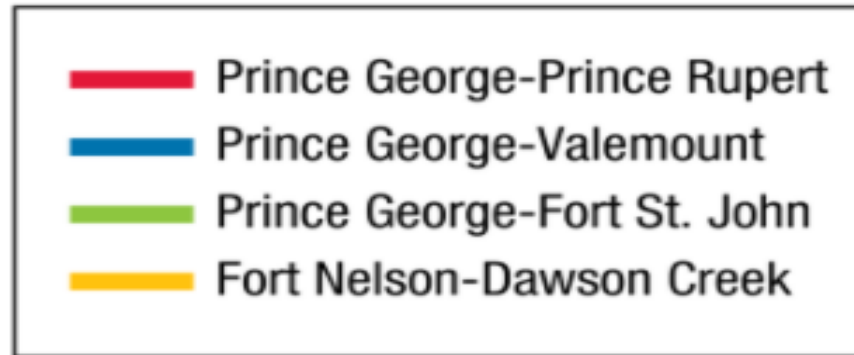 Prince George-Prince Rupert
Prince George-Valemount
Prince George-Fort St. John
Fort Nelson-Dawson Creek